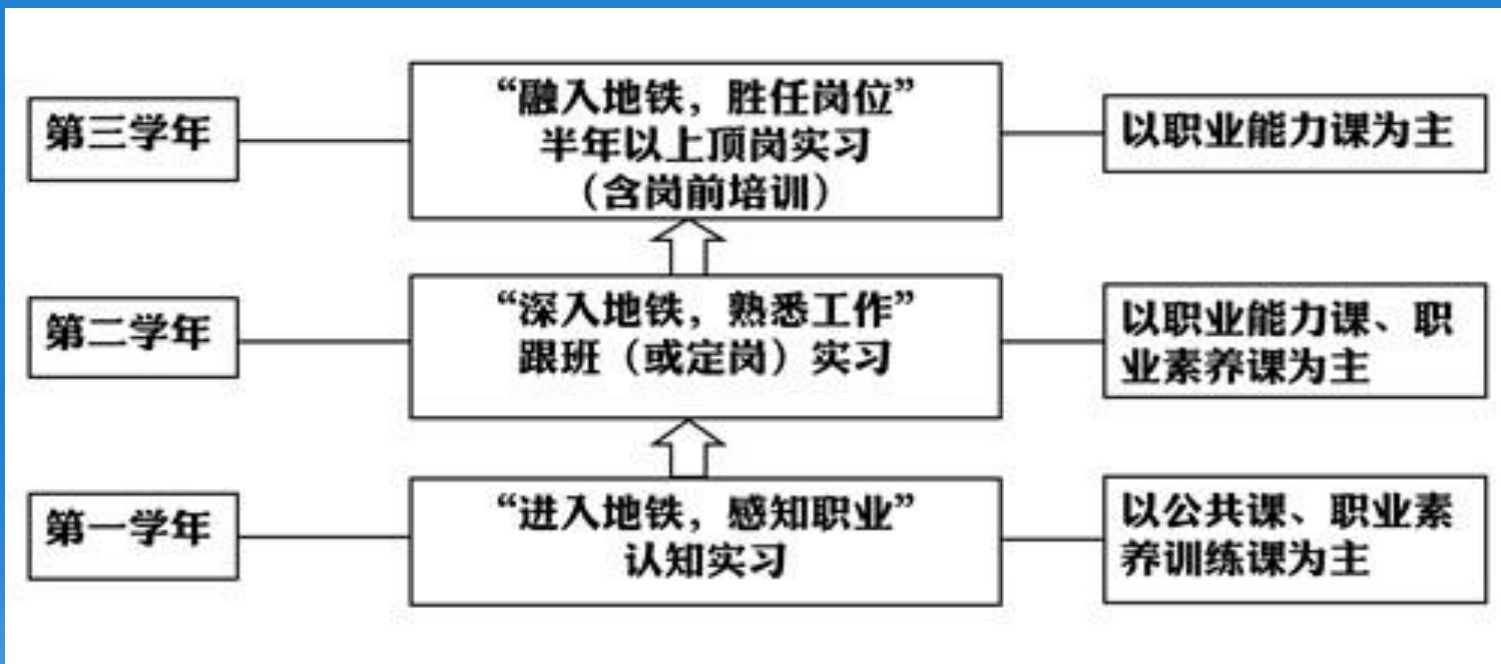 第三学年
“融入地铁，胜任岗位”
半年以上顶岗实习
（含岗前培训）
以职业能力课为主
第二学年
“深入地铁，熟悉工作”
跟班（或定岗）实习
以职业能力课、职
业素养课为主
第一学年
“进入地铁，感知职业”
认知实习
以公共课、职业素
养训练课为主